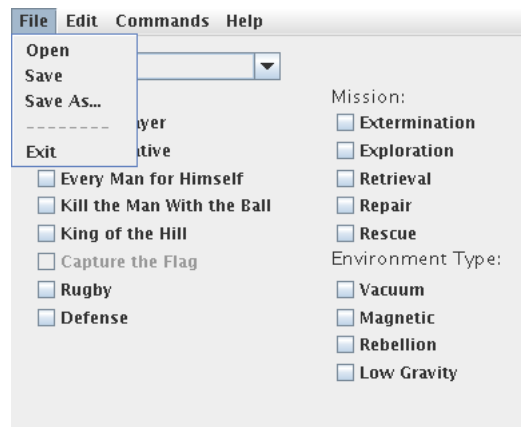 File Edit Commands Help
Open
Save
Save As...
--------
Exit
Mission:
Extermination
Exploration
Retrieval
Repair
Rescue
Every Man for Himself
Kill the Man With the Ball
King of the Hill
Capture the Flag
Rugby
Defense
Environment Type:
Vacuum
Magnetic
Rebellion
Low Gravity